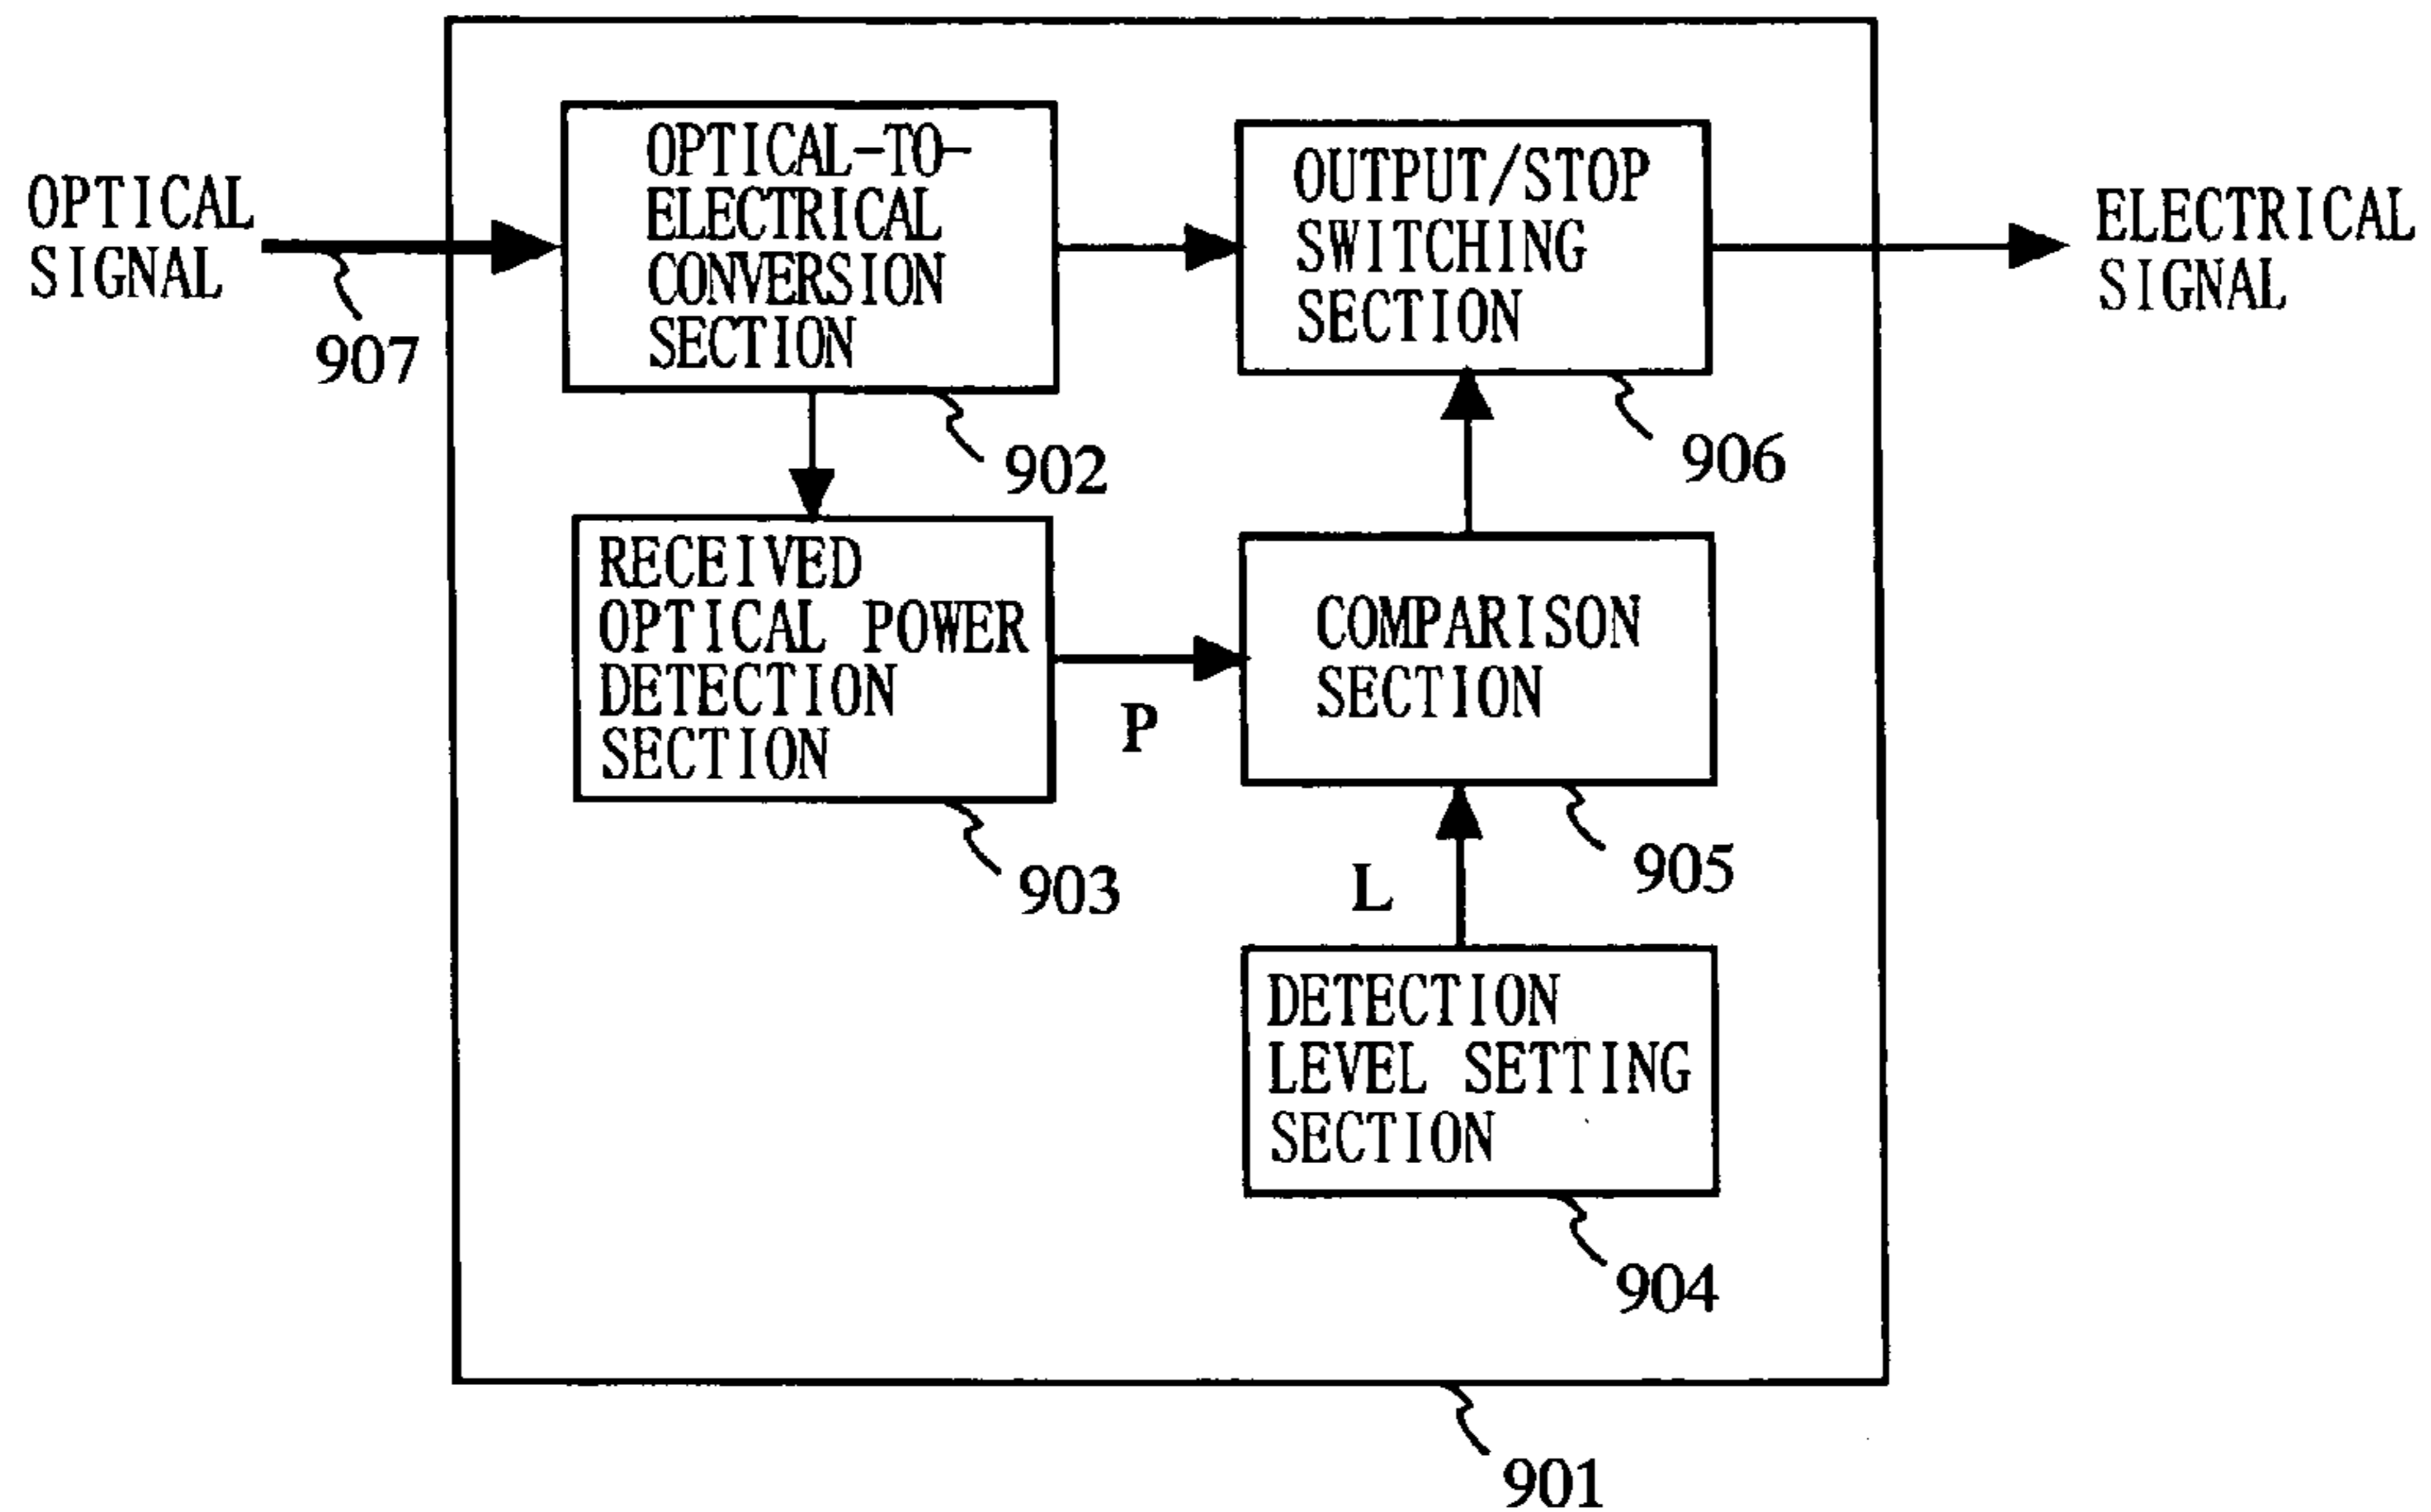 OPTICAL
SIGNAL
907
OPTICAL-TO-
ELECTRICAL
CONVERSION
SECTION
902
OUTPUT/STOP
SWITCHING
SECTION
906
ELECTRICAL
SIGNAL
RECEIVED
OPTICAL POWER
DETECTION
SECTION
903
P
COMPARISON
SECTION
905
L
DETECTION
LEVEL SETTING
SECTION
904
901